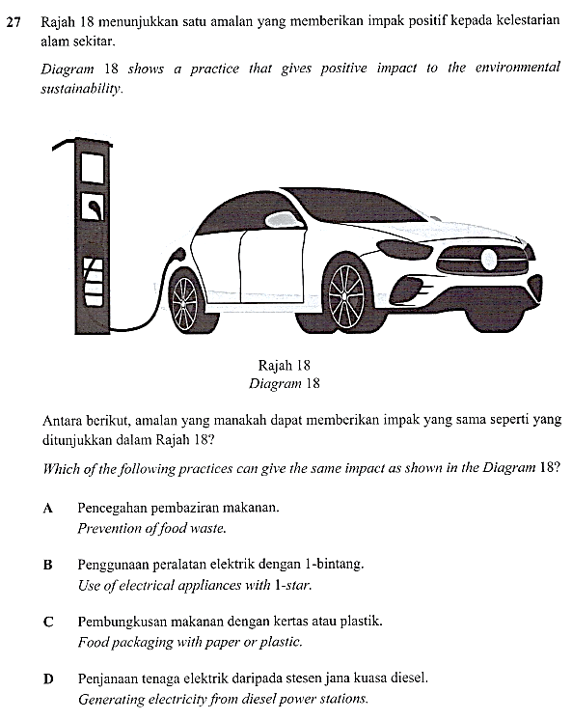 27 Rajah 18 menunjukkan satu amalan yang memberikan impak positif kepada kelestarian
alam sekitar.
Diagram 18 shows a practice that gives positive impact to the environmental
sustainability.
Rajah 18
Diagram 18
Antara berikut, amalan yang manakah dapat memberikan impak yang sama seperti yang
ditunjukkan dalam Rajah 18?
Which of the following practices can give the same impact as shown in the Diagram 18?
A Pencegahan pembaziran makanan.
Prevention of food waste.
B Penggunaan peralatan elektrik dengan 1-bintang.
Use of electrical appliances with 1-star.
C Pembungkusan makanan dengan kertas atau plastik.
Food packaging with paper or plastic.
D Penjanaan tenaga elektrik daripada stesen jana kuasa diesel.
Generating electricity from diesel power stations.